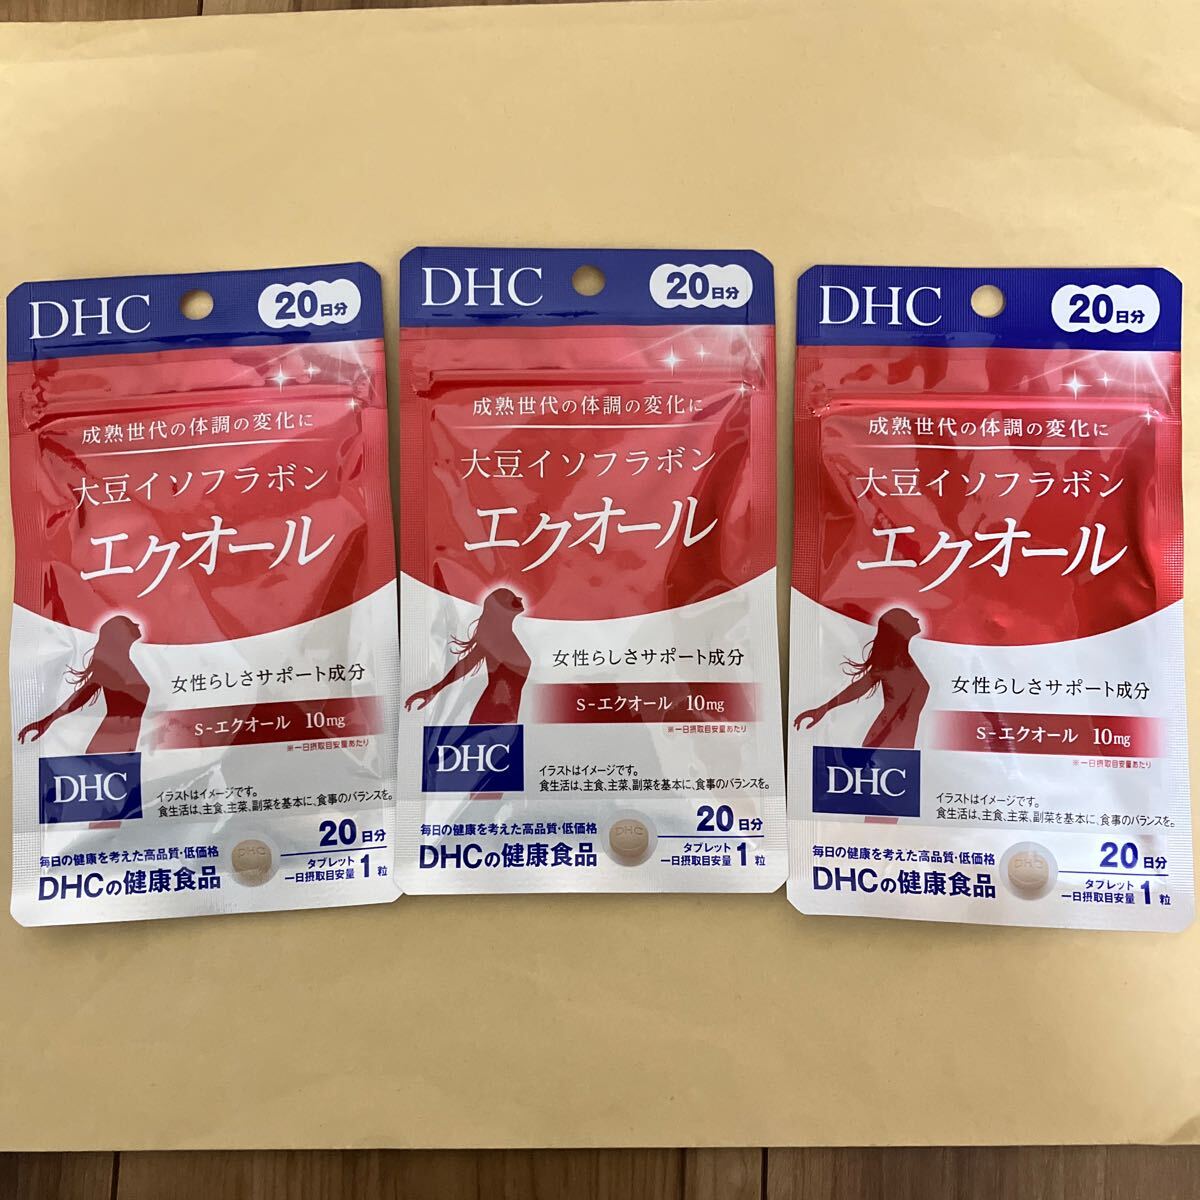 DHC
20日分
成熟世代の体調の変化に
大豆イソフラボン
エクオール
女性らしさサポート成分
S-エクオール 10mg
※一日摂取目安量あたり
DHC
イラストはイメージです。
食生活は、主食、主菜、副菜を基本に、食事のバランスを。
毎日の健康を考えた高品質・低価格
DHCの健康食品
DHC
20日分
タブレット
一日摂取目安量 1粒
DHC
20日分
成熟世代の体調の変化に
大豆イソフラボン
エクオール
女性らしさサポート成分
S-エクオール 10mg
※一日摂取目安量あたり
DHC
イラストはイメージです。
食生活は、主食、主菜、副菜を基本に、食事のバランスを。
毎日の健康を考えた高品質・低価格
DHCの健康食品
DHC
20日分
タブレット
一日摂取目安量 1粒
DHC
20日分
成熟世代の体調の変化に
大豆イソフラボン
エクオール
女性らしさサポート成分
S-エクオール 10mg
※一日摂取目安量あたり
DHC
イラストはイメージです。
食生活は、主食、主菜、副菜を基本に、食事のバランスを。
毎日の健康を考えた高品質・低価格
DHCの健康食品
DHC
20日分
タブレット
一日摂取目安量 1粒